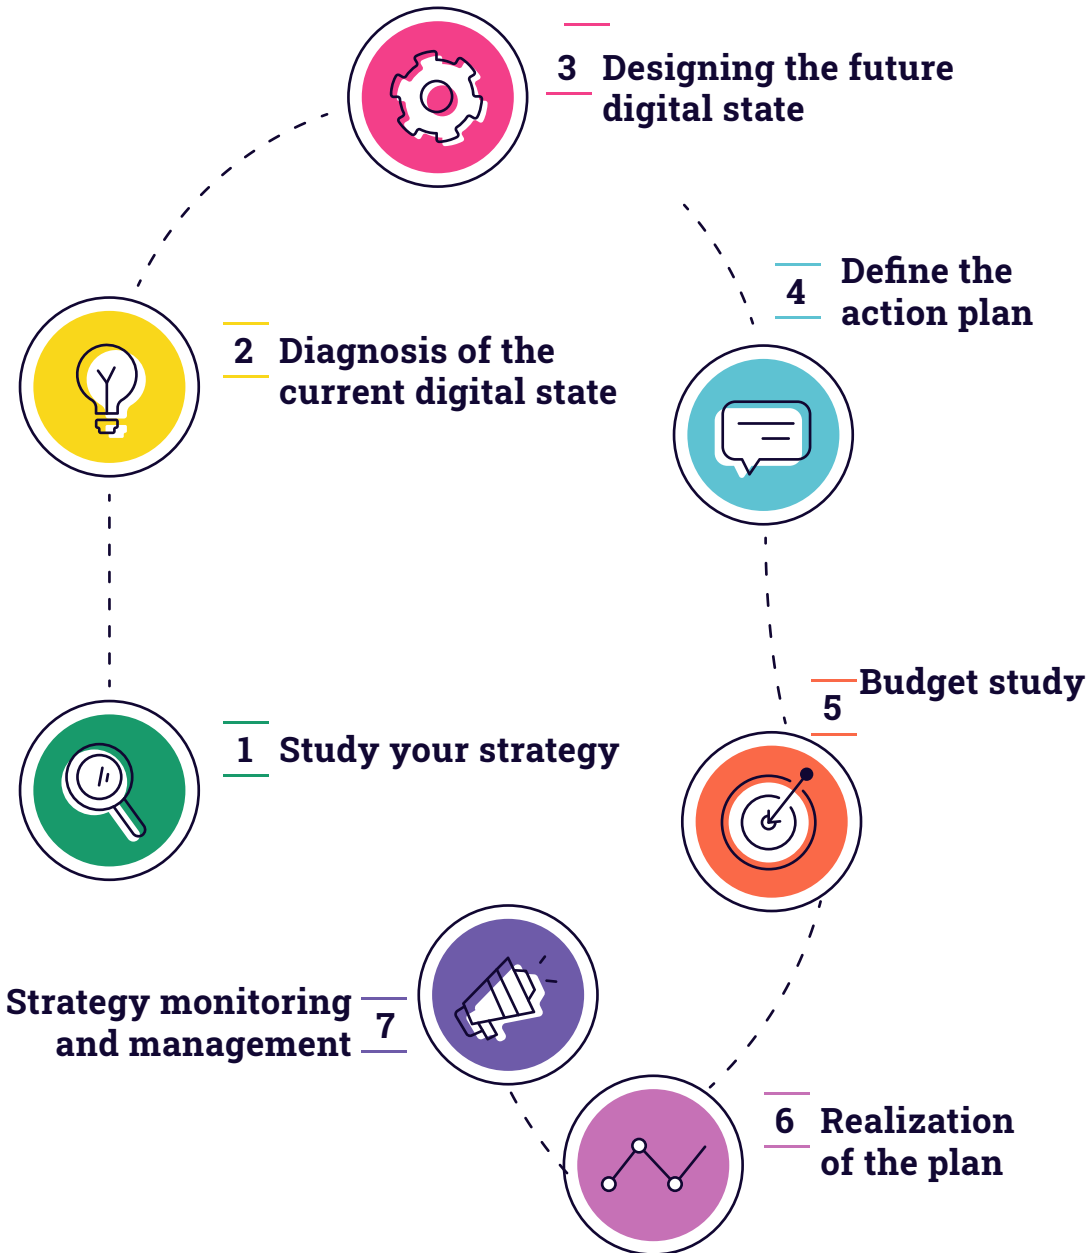 3 Designing the future
digital state
4 Define the
action plan
2 Diagnosis of the
current digital state
5 Budget study
1 Study your strategy
Strategy monitoring
and management 7
6 Realization
of the plan